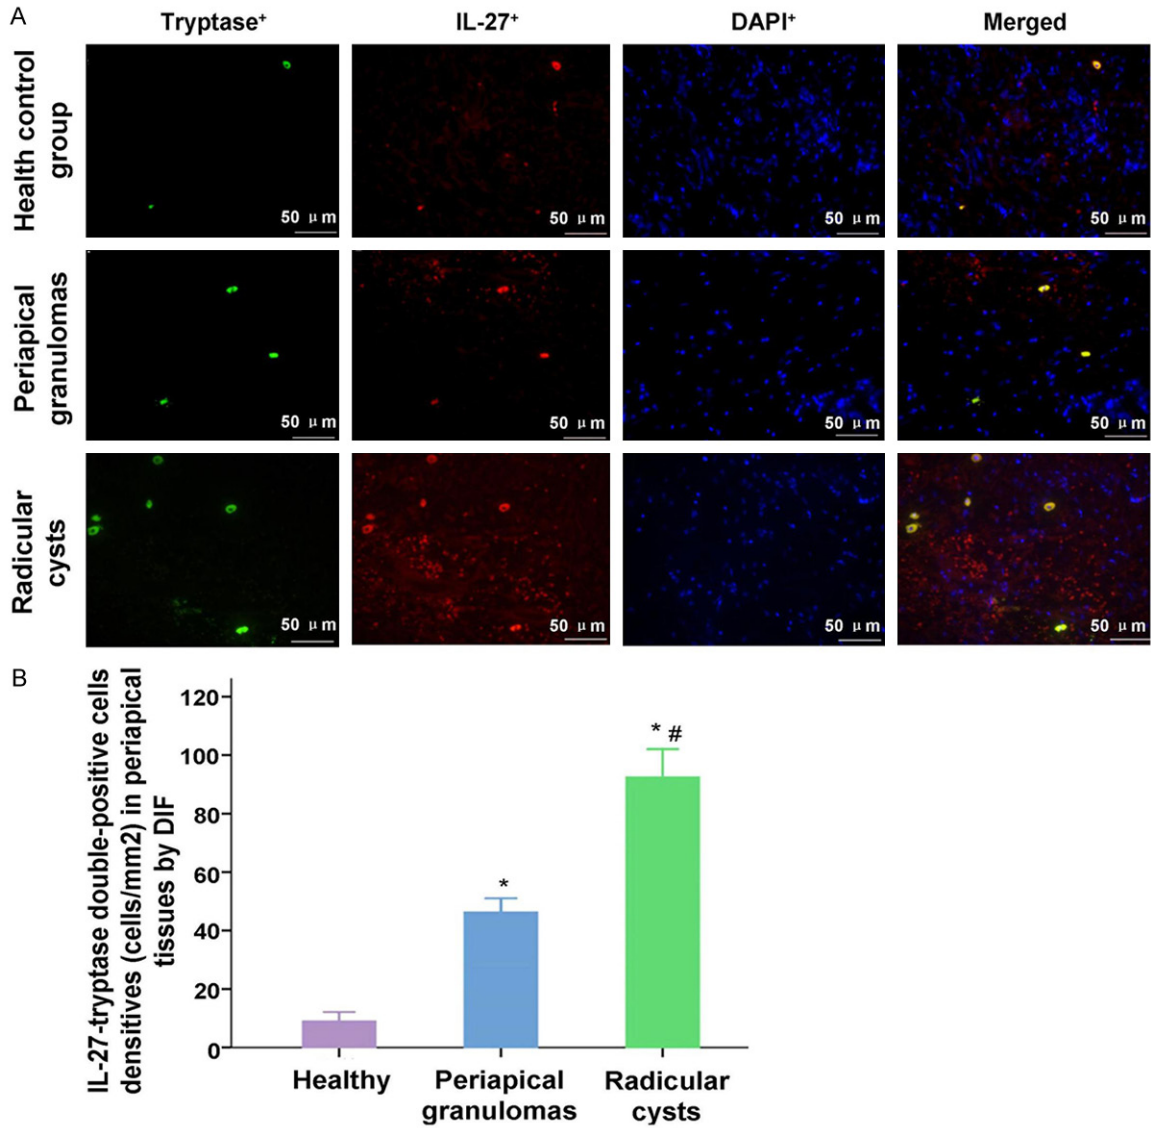 A
Tryptase⁺
IL-27⁺
DAPI⁺
Merged
Health control
group
50 μm
50 μm
50 μm
50 μm
Periapical
granulomas
50 μm
50 μm
50 μm
50 μm
Radicular
cysts
50 μm
50 μm
50 μm
50 μm
B
IL-27-tryptase double-positive cells
densitives (cells/mm2) in periapical
tissues by DIF
120
100
80
60
40
20
0
*
* #
Healthy
Periapical
granulomas
Radicular
cysts